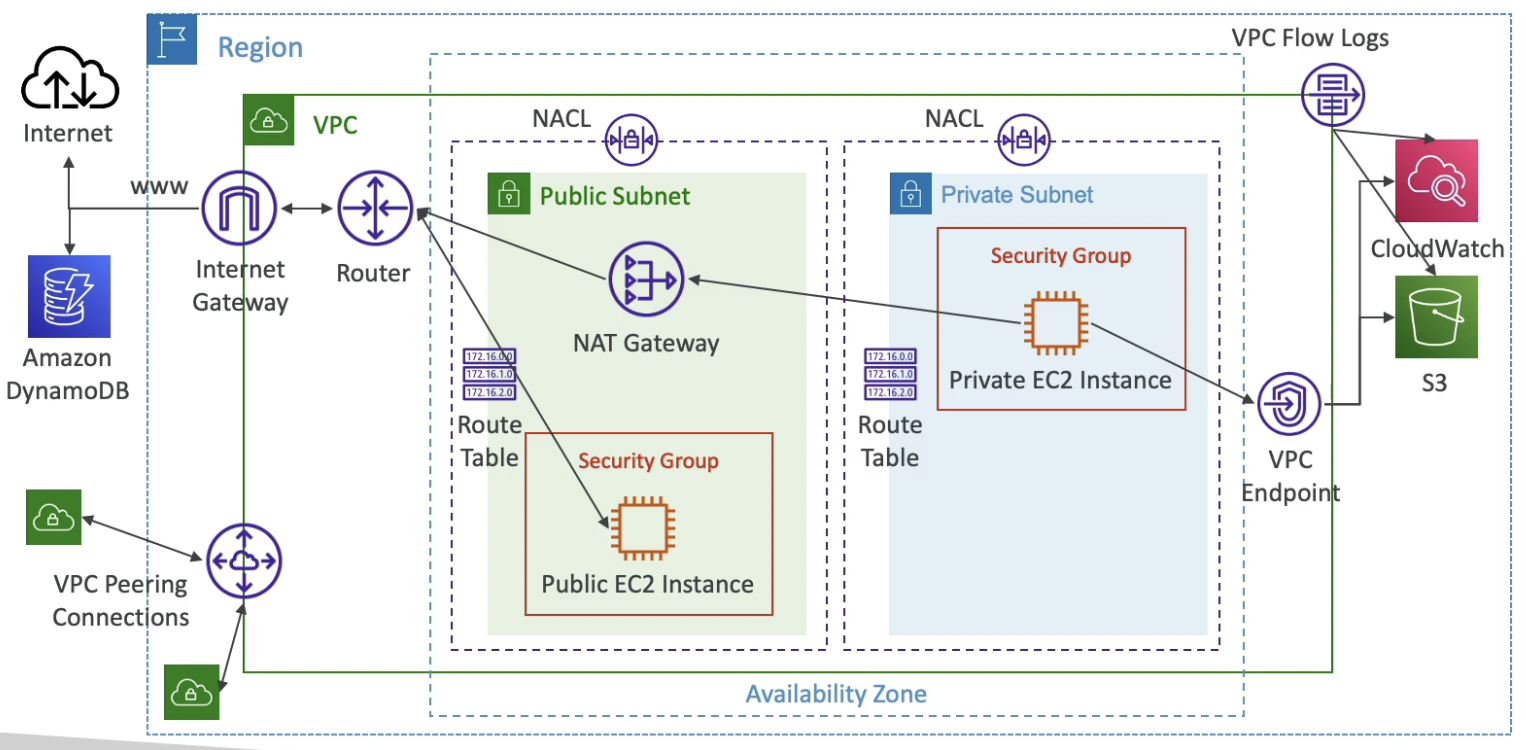 Region
VPC Flow Logs
Internet
VPC
NACL
NACL
www
Public Subnet
Private Subnet
Internet
Gateway
Router
Security Group
CloudWatch
NAT Gateway
Amazon
DynamoDB
172.16.0.0
172.16.1.0
172.16.2.0
Route
Table
172.16.0.0
172.16.1.0
172.16.2.0
Route
Table
Private EC2 Instance
S3
VPC
Endpoint
Security Group
Public EC2 Instance
VPC Peering
Connections
Availability Zone